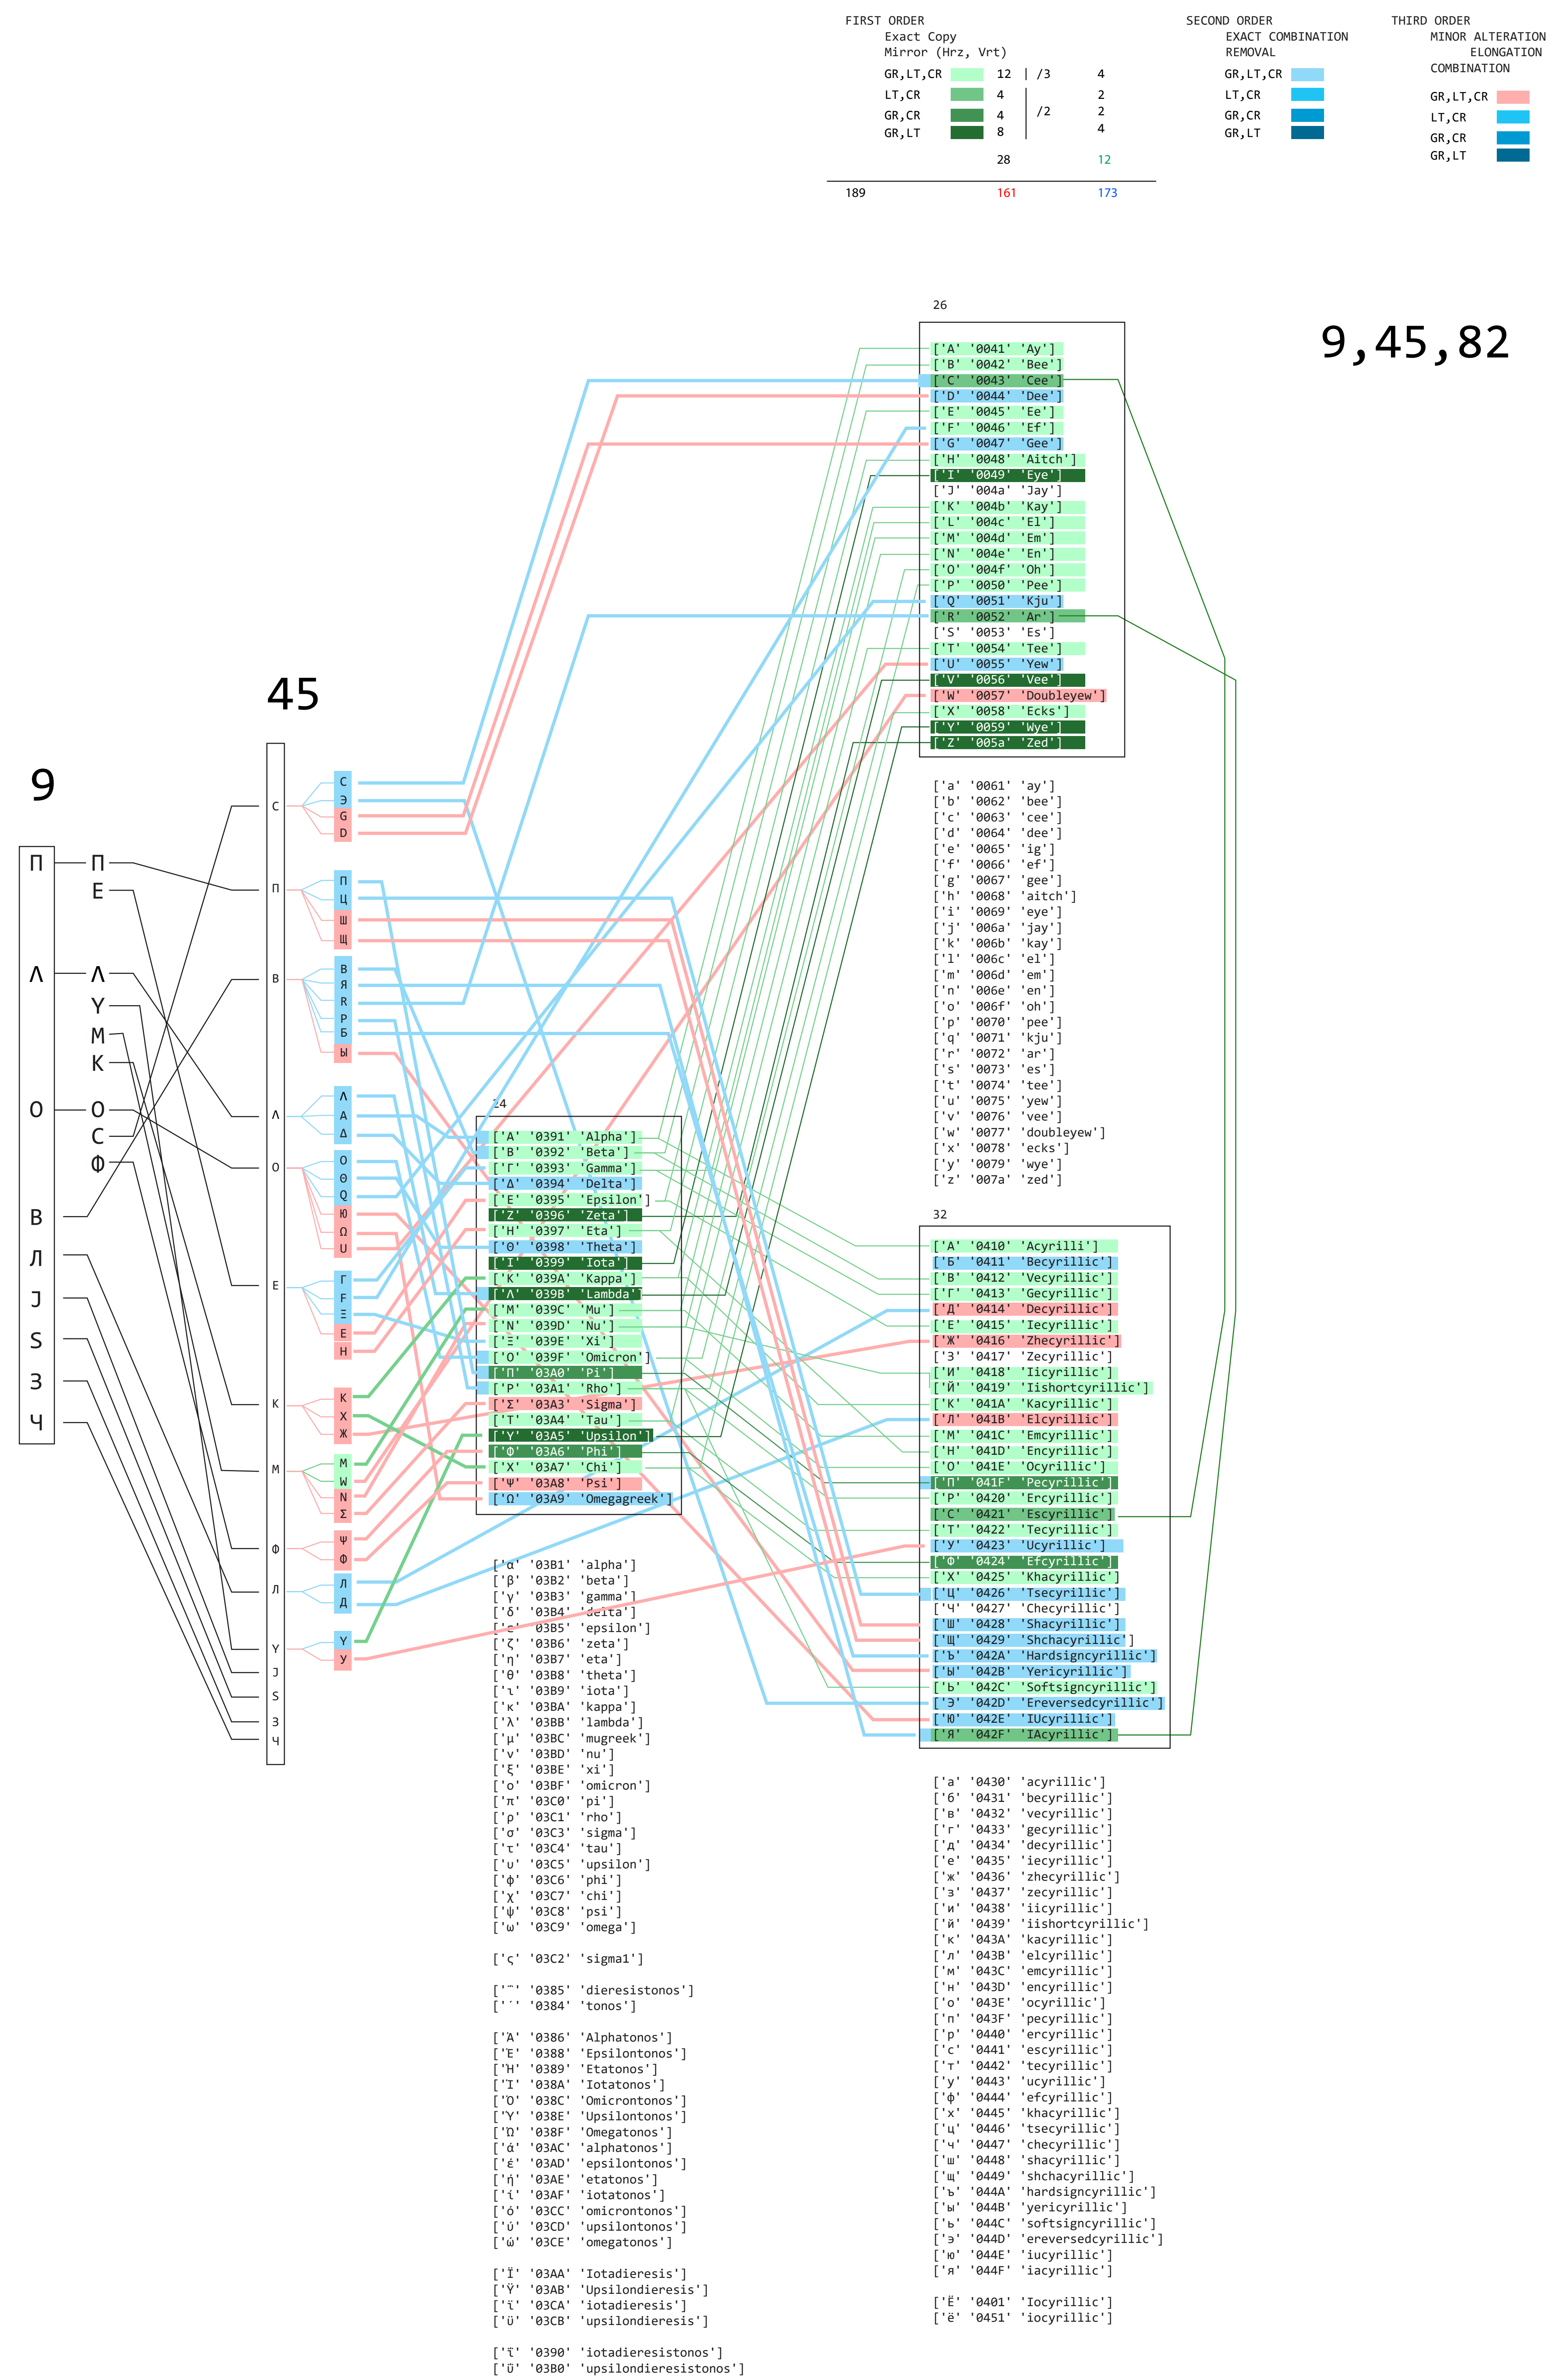 FIRST ORDER
Exact Copy
Mirror (Hrz, Vrt)
GR,LT,CR 12 | /3 4
LT,CR 4 2
GR,CR 4 /2 2
GR,LT 8 4
28 12
189 161 173
SECOND ORDER
EXACT COMBINATION
REMOVAL
GR,LT,CR
LT,CR
GR,CR
GR,LT
THIRD ORDER
MINOR ALTERATION
ELONGATION
COMBINATION
GR,LT,CR
LT,CR
GR,CR
GR,LT
9,45,82
9
П
Λ
О
В
Л
J
S
З
Ч
П
Е
Λ
Y
М
К
О
С
Ф
45
С
П
В
Λ
О
Е
К
М
Ф
Л
Y
J
S
З
Ч
С
Э
G
D
П
Ц
Ш
Щ
В
Я
R
Р
Б
Ы
Λ
А
Δ
О
Θ
Q
Ю
Ω
U
Г
F
Ξ
Е
Н
К
Х
Ж
М
W
N
Σ
Ψ
Ф
Л
Д
Y
У
24
['Α' '0391' 'Alpha']
['Β' '0392' 'Beta']
['Γ' '0393' 'Gamma']
['Δ' '0394' 'Delta']
['Ε' '0395' 'Epsilon']
['Ζ' '0396' 'Zeta']
['Η' '0397' 'Eta']
['Θ' '0398' 'Theta']
['Ι' '0399' 'Iota']
['Κ' '039A' 'Kappa']
['Λ' '039B' 'Lambda']
['Μ' '039C' 'Mu']
['Ν' '039D' 'Nu']
['Ξ' '039E' 'Xi']
['Ο' '039F' 'Omicron']
['Π' '03A0' 'Pi']
['Ρ' '03A1' 'Rho']
['Σ' '03A3' 'Sigma']
['Τ' '03A4' 'Tau']
['Υ' '03A5' 'Upsilon']
['Φ' '03A6' 'Phi']
['Χ' '03A7' 'Chi']
['Ψ' '03A8' 'Psi']
['Ω' '03A9' 'Omegagreek']
['α' '03B1' 'alpha']
['β' '03B2' 'beta']
['γ' '03B3' 'gamma']
['δ' '03B4' 'delta']
['ε' '03B5' 'epsilon']
['ζ' '03B6' 'zeta']
['η' '03B7' 'eta']
['θ' '03B8' 'theta']
['ι' '03B9' 'iota']
['κ' '03BA' 'kappa']
['λ' '03BB' 'lambda']
['μ' '03BC' 'mugreek']
['ν' '03BD' 'nu']
['ξ' '03BE' 'xi']
['ο' '03BF' 'omicron']
['π' '03C0' 'pi']
['ρ' '03C1' 'rho']
['σ' '03C3' 'sigma']
['τ' '03C4' 'tau']
['υ' '03C5' 'upsilon']
['φ' '03C6' 'phi']
['χ' '03C7' 'chi']
['ψ' '03C8' 'psi']
['ω' '03C9' 'omega']
['ς' '03C2' 'sigma1']
['΅' '0385' 'dieresistonos']
['΄' '0384' 'tonos']
['Ά' '0386' 'Alphatonos']
['Έ' '0388' 'Epsilontonos']
['Ή' '0389' 'Etatonos']
['Ί' '038A' 'Iotatonos']
['Ό' '038C' 'Omicrontonos']
['Ύ' '038E' 'Upsilontonos']
['Ώ' '038F' 'Omegatonos']
['ά' '03AC' 'alphatonos']
['έ' '03AD' 'epsilontonos']
['ή' '03AE' 'etatonos']
['ί' '03AF' 'iotatonos']
['ό' '03CC' 'omicrontonos']
['ύ' '03CD' 'upsilontonos']
['ώ' '03CE' 'omegatonos']
['Ϊ' '03AA' 'Iotadieresis']
['Ϋ' '03AB' 'Upsilondieresis']
['ϊ' '03CA' 'iotadieresis']
['ϋ' '03CB' 'upsilondieresis']
['ΐ' '0390' 'iotadieresistonos']
['ΰ' '03B0' 'upsilondieresistonos']
26
['A' '0041' 'Ay']
['B' '0042' 'Bee']
['C' '0043' 'Cee']
['D' '0044' 'Dee']
['E' '0045' 'Ee']
['F' '0046' 'Ef']
['G' '0047' 'Gee']
['H' '0048' 'Aitch']
['I' '0049' 'Eye']
['J' '004a' 'Jay']
['K' '004b' 'Kay']
['L' '004c' 'El']
['M' '004d' 'Em']
['N' '004e' 'En']
['O' '004f' 'Oh']
['P' '0050' 'Pee']
['Q' '0051' 'Kju']
['R' '0052' 'Ar']
['S' '0053' 'Es']
['T' '0054' 'Tee']
['U' '0055' 'Yew']
['V' '0056' 'Vee']
['W' '0057' 'Doubleyew']
['X' '0058' 'Ecks']
['Y' '0059' 'Wye']
['Z' '005a' 'Zed']
['a' '0061' 'ay']
['b' '0062' 'bee']
['c' '0063' 'cee']
['d' '0064' 'dee']
['e' '0065' 'ig']
['f' '0066' 'ef']
['g' '0067' 'gee']
['h' '0068' 'aitch']
['i' '0069' 'eye']
['j' '006a' 'jay']
['k' '006b' 'kay']
['l' '006c' 'el']
['m' '006d' 'em']
['n' '006e' 'en']
['o' '006f' 'oh']
['p' '0070' 'pee']
['q' '0071' 'kju']
['r' '0072' 'ar']
['s' '0073' 'es']
['t' '0074' 'tee']
['u' '0075' 'yew']
['v' '0076' 'vee']
['w' '0077' 'doubleyew']
['x' '0078' 'ecks']
['y' '0079' 'wye']
['z' '007a' 'zed']
32
['А' '0410' 'Acyrilli']
['Б' '0411' 'Becyrillic']
['В' '0412' 'Vecyrillic']
['Г' '0413' 'Gecyrillic']
['Д' '0414' 'Decyrillic']
['Е' '0415' 'Iecyrillic']
['Ж' '0416' 'Zhecyrillic']
['З' '0417' 'Zecyrillic']
['И' '0418' 'Iicyrillic']
['Й' '0419' 'Iishortcyrillic']
['К' '041A' 'Kacyrillic']
['Л' '041B' 'Elcyrillic']
['М' '041C' 'Emcyrillic']
['Н' '041D' 'Encyrillic']
['О' '041E' 'Ocyrillic']
['П' '041F' 'Pecyrillic']
['Р' '0420' 'Ercyrillic']
['С' '0421' 'Escyrillic']
['Т' '0422' 'Tecyrillic']
['У' '0423' 'Ucyrillic']
['Ф' '0424' 'Efcyrillic']
['Х' '0425' 'Khacyrillic']
['Ц' '0426' 'Tsecyrillic']
['Ч' '0427' 'Checyrillic']
['Ш' '0428' 'Shacyrillic']
['Щ' '0429' 'Shchacyrillic']
['Ъ' '042A' 'Hardsigncyrillic']
['Ы' '042B' 'Yericyrillic']
['Ь' '042C' 'Softsigncyrillic']
['Э' '042D' 'Ereversedcyrillic']
['Ю' '042E' 'IUcyrillic']
['Я' '042F' 'IAcyrillic']
['а' '0430' 'acyrillic']
['б' '0431' 'becyrillic']
['в' '0432' 'vecyrillic']
['г' '0433' 'gecyrillic']
['д' '0434' 'decyrillic']
['е' '0435' 'iecyrillic']
['ж' '0436' 'zhecyrillic']
['з' '0437' 'zecyrillic']
['и' '0438' 'iicyrillic']
['й' '0439' 'iishortcyrillic']
['к' '043A' 'kacyrillic']
['л' '043B' 'elcyrillic']
['м' '043C' 'emcyrillic']
['н' '043D' 'encyrillic']
['о' '043E' 'ocyrillic']
['п' '043F' 'pecyrillic']
['р' '0440' 'ercyrillic']
['с' '0441' 'escyrillic']
['т' '0442' 'tecyrillic']
['у' '0443' 'ucyrillic']
['ф' '0444' 'efcyrillic']
['х' '0445' 'khacyrillic']
['ц' '0446' 'tsecyrillic']
['ч' '0447' 'checyrillic']
['ш' '0448' 'shacyrillic']
['щ' '0449' 'shchacyrillic']
['ъ' '044A' 'hardsigncyrillic']
['ы' '044B' 'yericyrillic']
['ь' '044C' 'softsigncyrillic']
['э' '044D' 'ereversedcyrillic']
['ю' '044E' 'iucyrillic']
['я' '044F' 'iacyrillic']
['Ё' '0401' 'Iocyrillic']
['ё' '0451' 'iocyrillic']